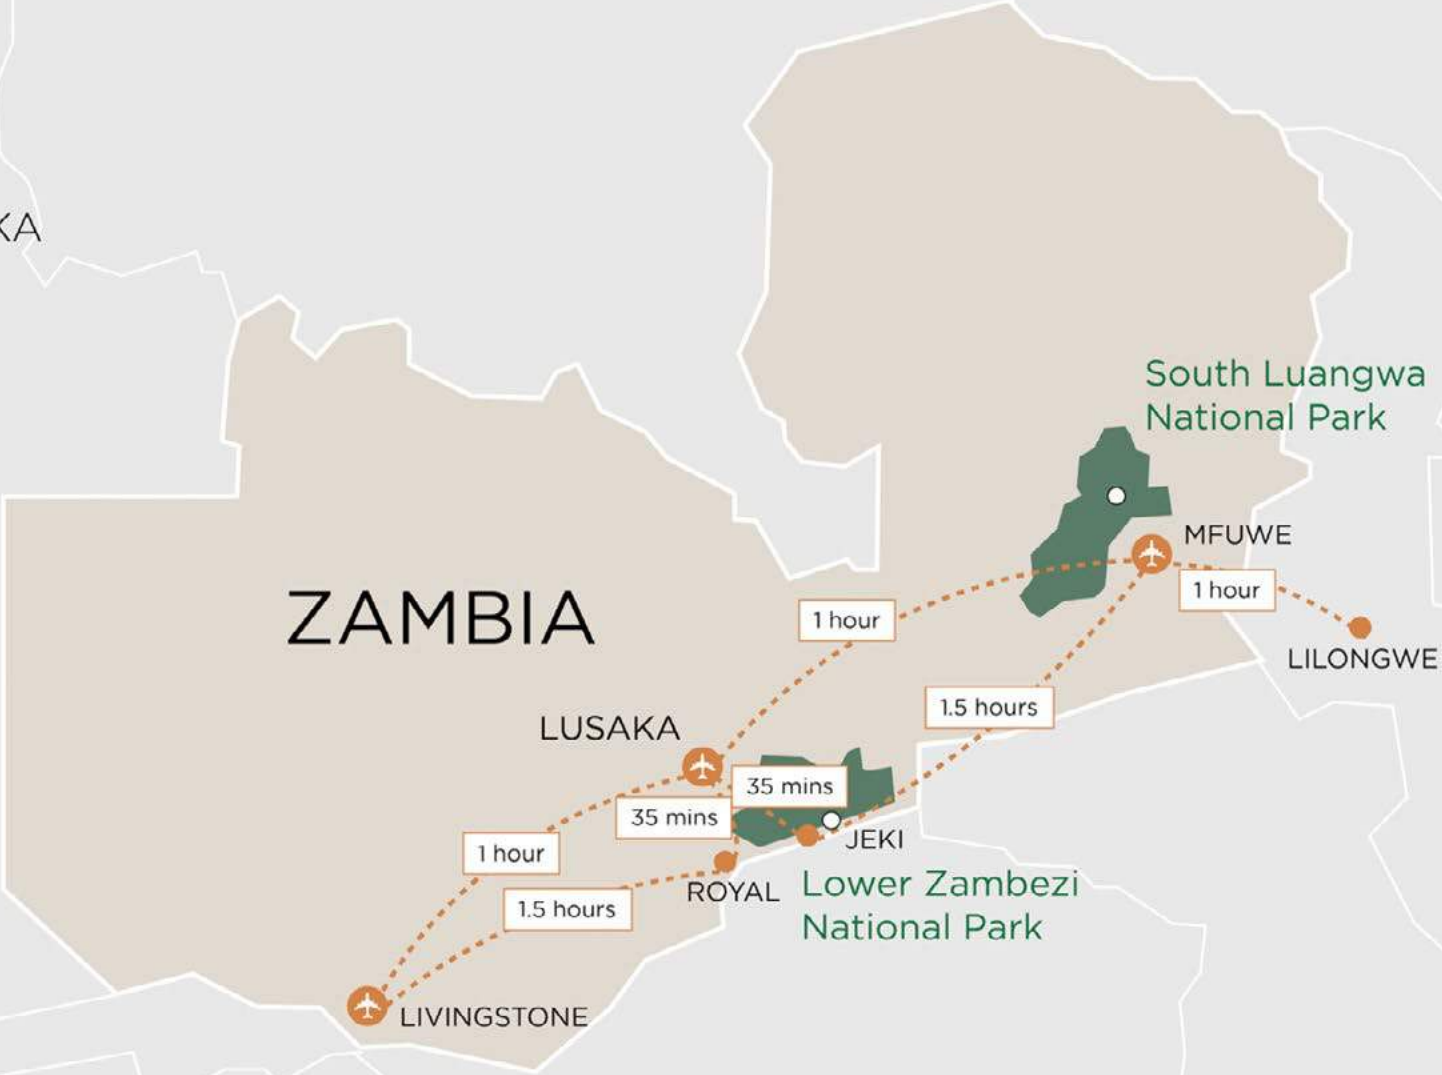 KA
South Luangwa
National Park
MFUWE
1 hour
ZAMBIA
1 hour
LILONGWE
1.5 hours
LUSAKA
35 mins
35 mins
JEKI
1 hour
ROYAL
Lower Zambezi
National Park
1.5 hours
LIVINGSTONE